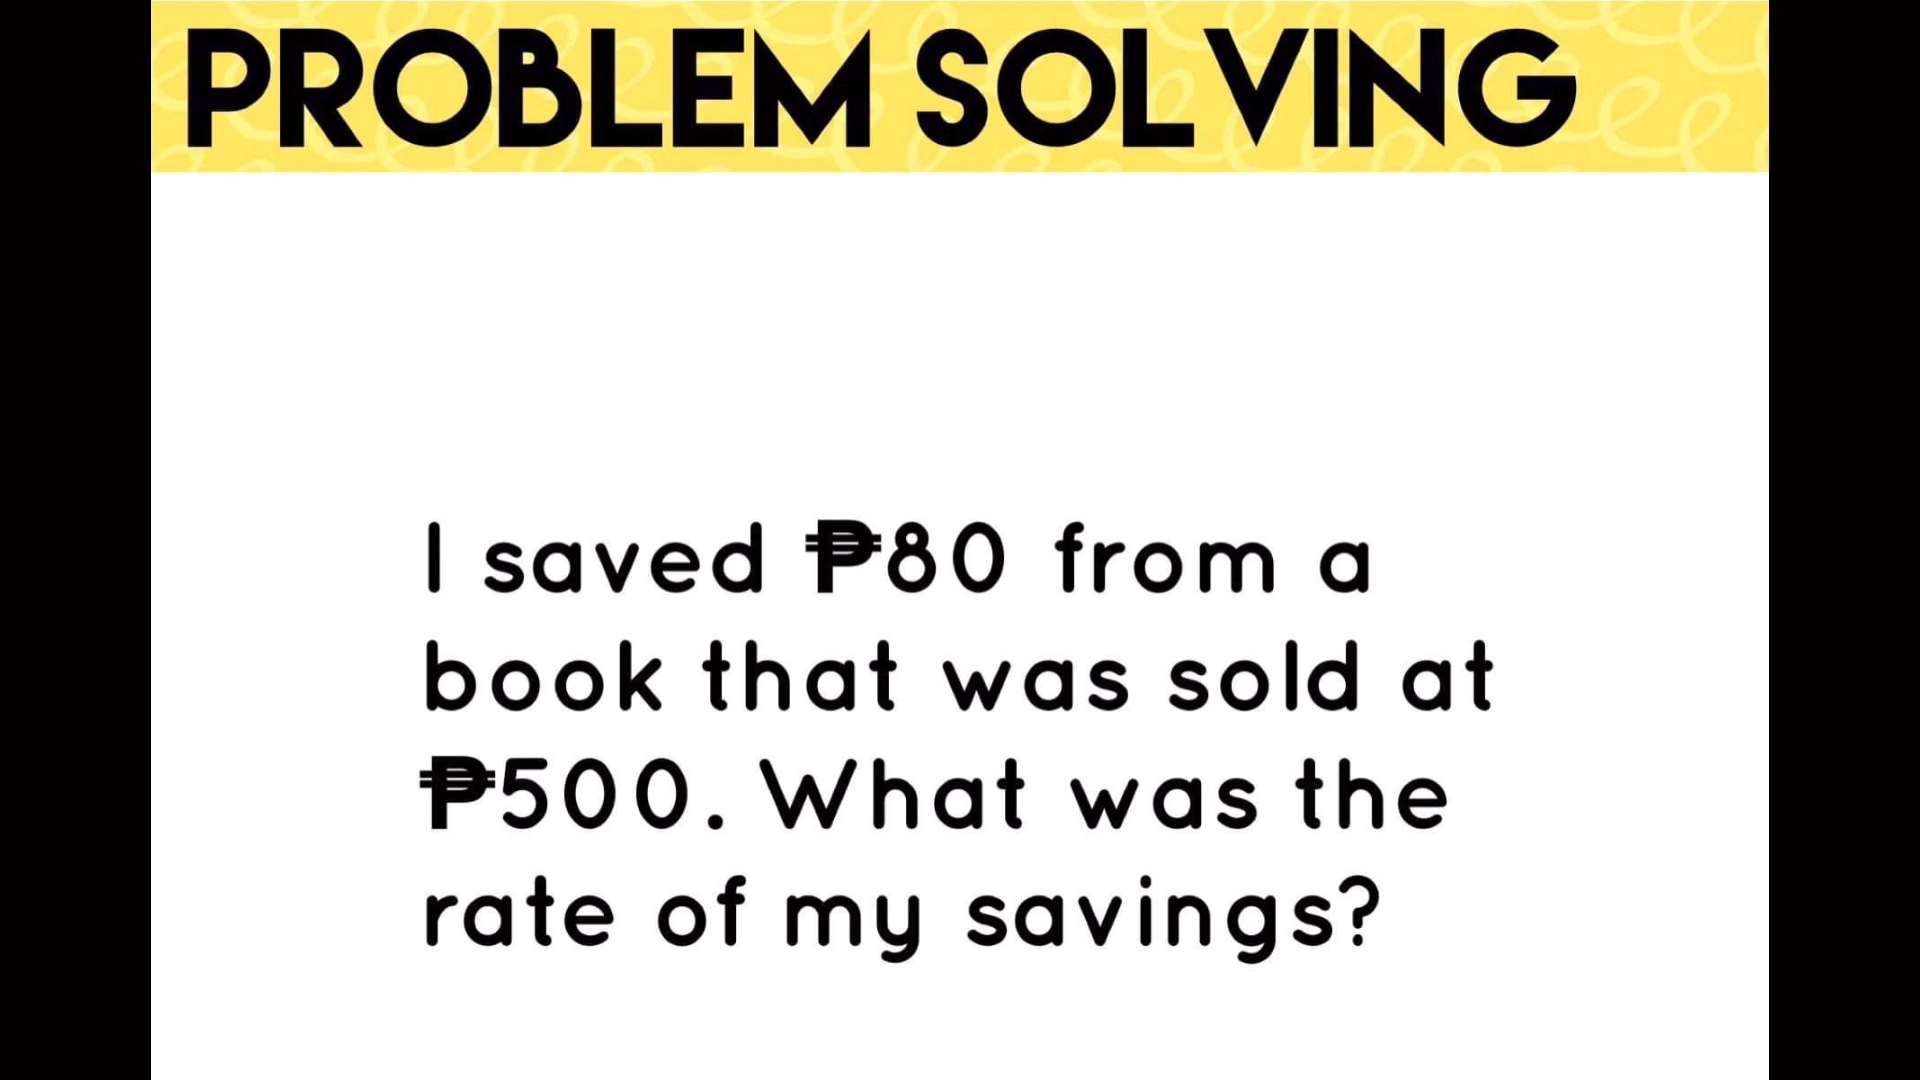 PROBLEM SOLVING
I saved ₱80 from a
book that was sold at
₱500. What was the
rate of my savings?